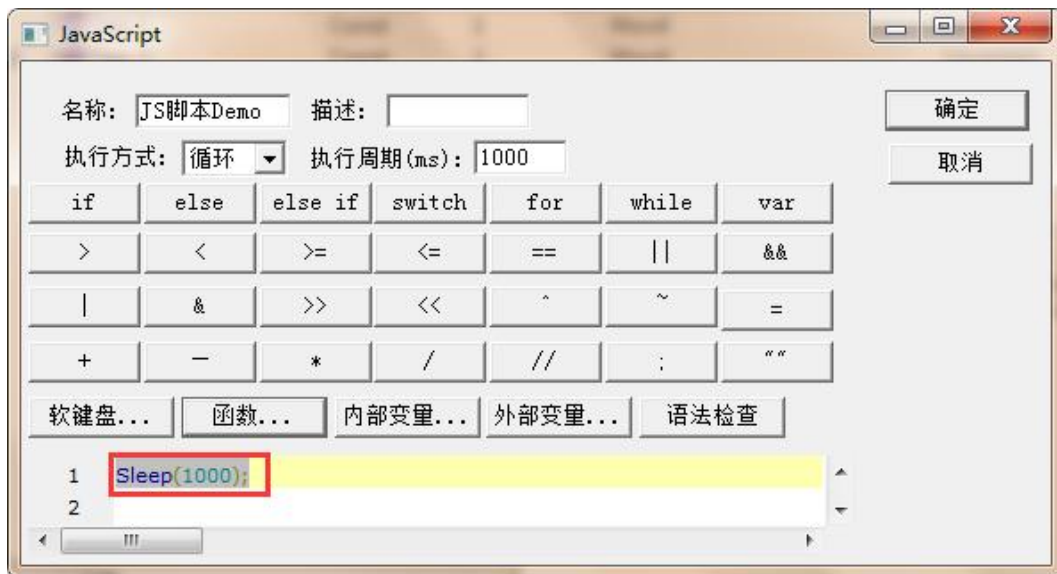 JavaScript
名称: JS脚本Demo 描述: 确定
执行方式: 循环 执行周期(ms): 1000 取消
if else else if switch for while var
> < >= <= == || &&
| & >> << ^ ~ =
+ — * / // ; ""
软键盘... 函数... 内部变量... 外部变量... 语法检查
1 Sleep(1000);
2